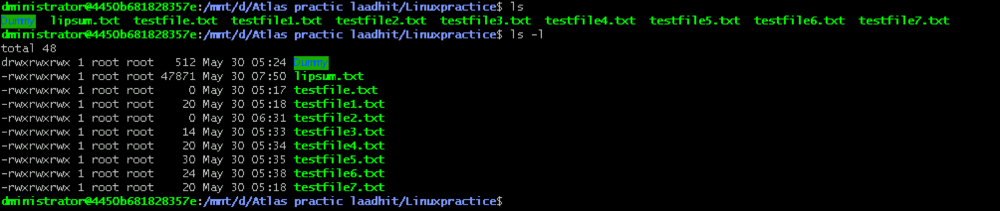 dministrator@4450b681828357e:/mnt/d/Atlas practic laadhit/Linuxpractice$ ls
Dummy  lipsum.txt  testfile.txt  testfile1.txt  testfile2.txt  testfile3.txt  testfile4.txt  testfile5.txt  testfile6.txt  testfile7.txt
dministrator@4450b681828357e:/mnt/d/Atlas practic laadhit/Linuxpractice$ ls -l
total 48
drwxrwxrwx 1 root root   512 May 30 05:24 Dummy
-rwxrwxrwx 1 root root 47871 May 30 07:50 lipsum.txt
-rwxrwxrwx 1 root root     0 May 30 05:17 testfile.txt
-rwxrwxrwx 1 root root    20 May 30 05:18 testfile1.txt
-rwxrwxrwx 1 root root     0 May 30 06:31 testfile2.txt
-rwxrwxrwx 1 root root    14 May 30 05:33 testfile3.txt
-rwxrwxrwx 1 root root    20 May 30 05:34 testfile4.txt
-rwxrwxrwx 1 root root    30 May 30 05:35 testfile5.txt
-rwxrwxrwx 1 root root    24 May 30 05:38 testfile6.txt
-rwxrwxrwx 1 root root    20 May 30 05:18 testfile7.txt
dministrator@4450b681828357e:/mnt/d/Atlas practic laadhit/Linuxpractice$